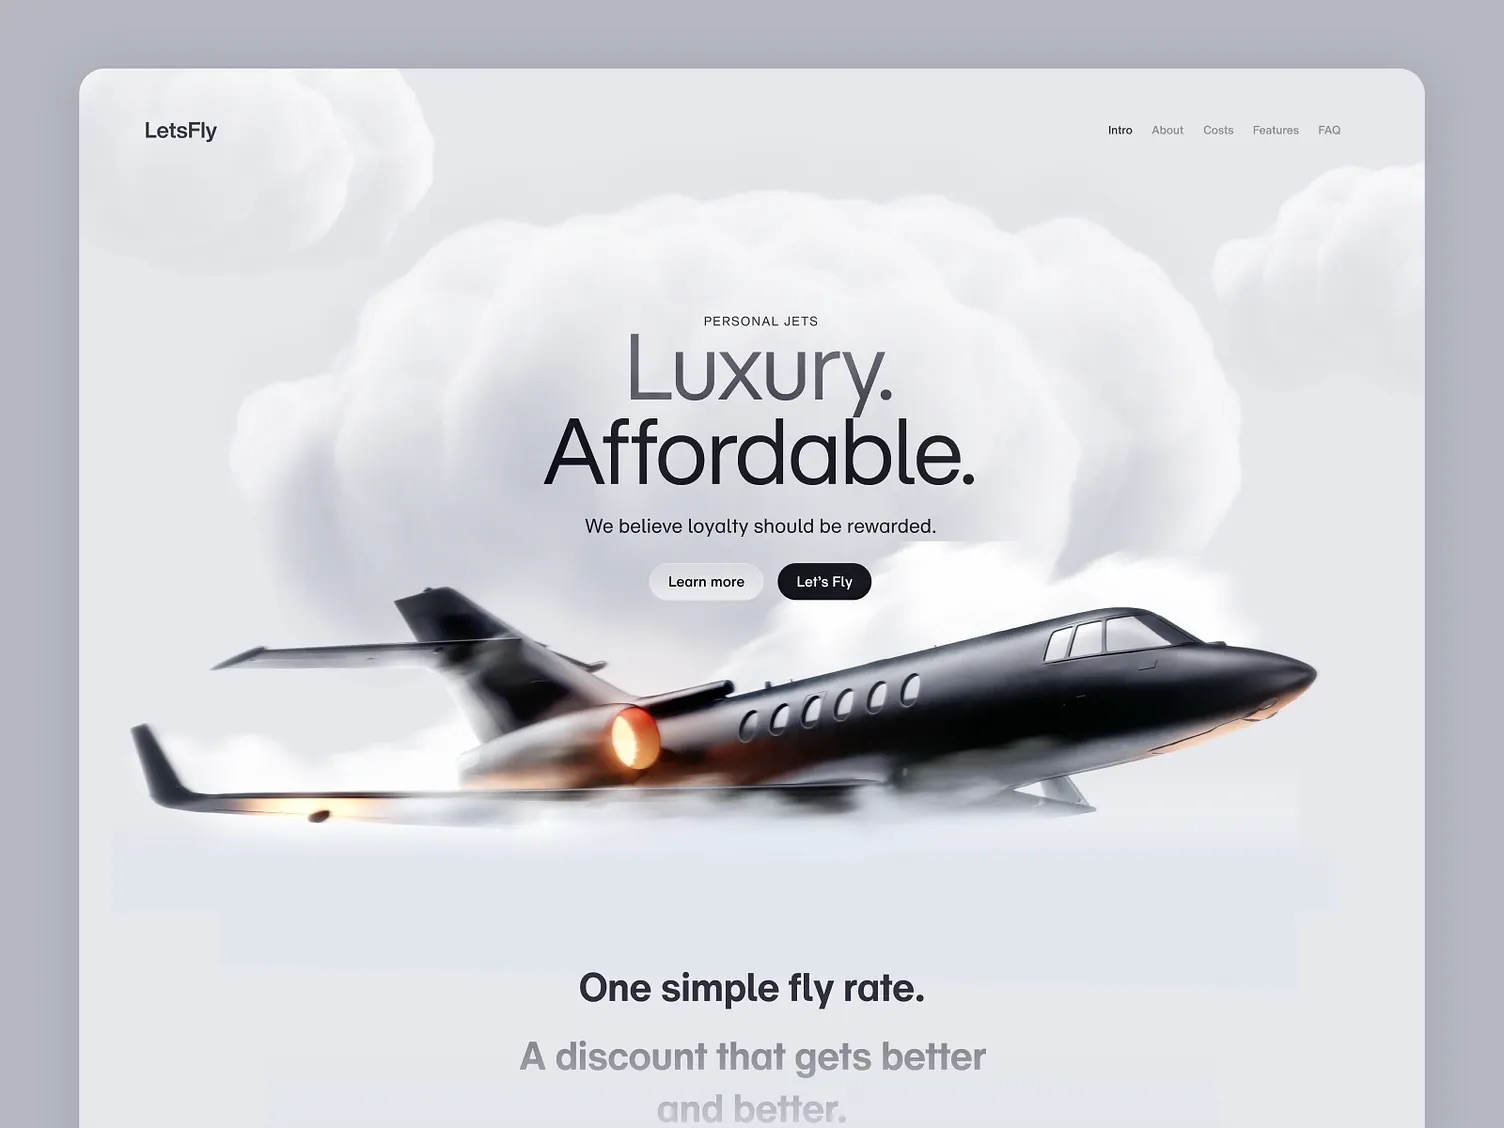 LetsFly
Intro About Costs Features FAQ
PERSONAL JETS
Luxury.
Affordable.
We believe loyalty should be rewarded.
Learn more Let's Fly
One simple fly rate.
A discount that gets better
and better.